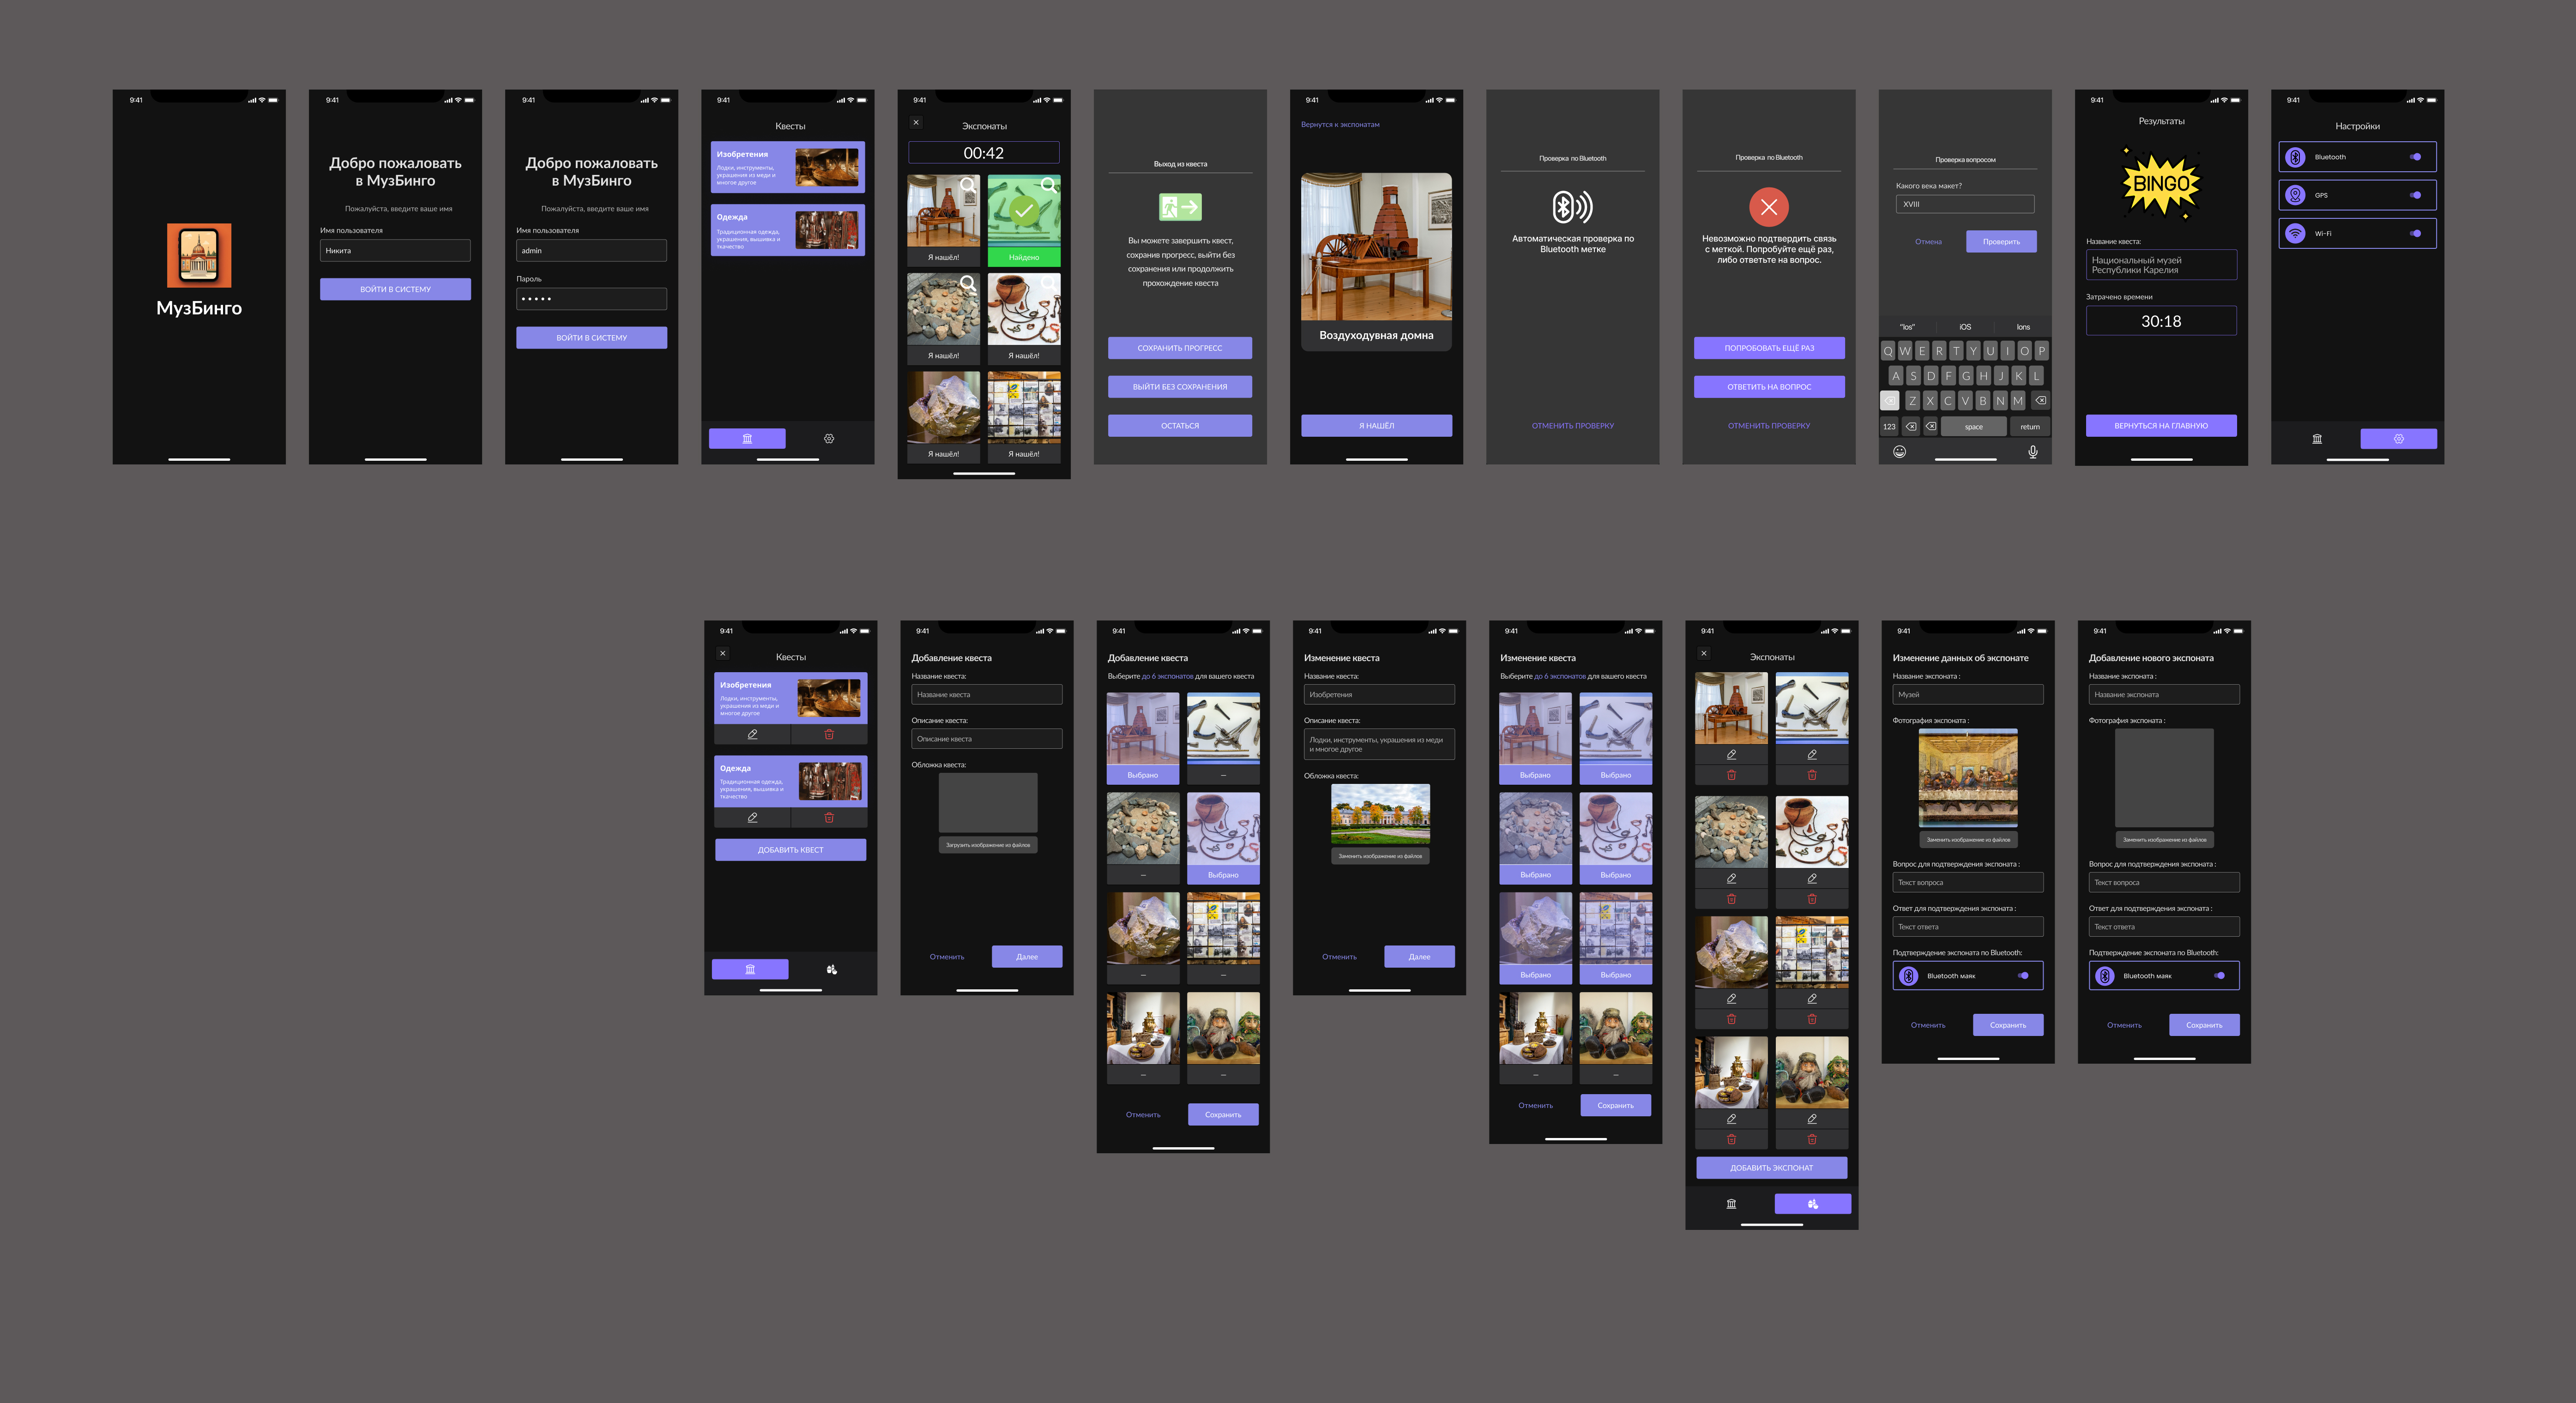 9:41
МузБинго
9:41
Добро пожаловать
в МузБинго
Пожалуйста, введите ваше имя
Имя пользователя
Никита
ВОЙТИ В СИСТЕМУ
9:41
Добро пожаловать
в МузБинго
Пожалуйста, введите ваше имя
Имя пользователя
admin
Пароль
•••••
ВОЙТИ В СИСТЕМУ
9:41
Квесты
Изобретения
Лодки, инструменты,
украшения из меди и
многое другое
Одежда
Традиционная одежда,
украшения, вышивка и
ткачество
9:41
Экспонаты
00:42
Я нашёл!
Найдено
Я нашёл!
Я нашёл!
Я нашёл!
Я нашёл!
Выход из квеста
Вы можете завершить квест,
сохранив прогресс, выйти без
сохранения или продолжить
прохождение квеста
СОХРАНИТЬ ПРОГРЕСС
ВЫЙТИ БЕЗ СОХРАНЕНИЯ
ОСТАТЬСЯ
9:41
Вернутся к экспонатам
Воздуходувная домна
Я НАШЁЛ
Проверка по Bluetooth
Автоматическая проверка по
Bluetooth метке
ОТМЕНИТЬ ПРОВЕРКУ
Проверка по Bluetooth
Невозможно подтвердить связь
с меткой. Попробуйте ещё раз,
либо ответьте на вопрос.
ПОПРОБОВАТЬ ЕЩЁ РАЗ
ОТВЕТИТЬ НА ВОПРОС
ОТМЕНИТЬ ПРОВЕРКУ
Проверка вопросом
Какого века макет?
XVIII
Отмена
Проверить
"Ios" iOS Ions
Q W E R T Y U I O P
A S D F G H J K L
Z X C V B N M
123 space return
9:41
Результаты
BINGO
Название квеста:
Национальный музей
Республики Карелия
Затрачено времени
30:18
ВЕРНУТЬСЯ НА ГЛАВНУЮ
9:41
Настройки
Bluetooth
GPS
Wi-Fi
9:41
Квесты
Изобретения
Лодки, инструменты,
украшения из меди и
многое другое
Одежда
Традиционная одежда,
украшения, вышивка и
ткачество
ДОБАВИТЬ КВЕСТ
9:41
Добавление квеста
Название квеста:
Название квеста
Описание квеста:
Описание квеста
Обложка квеста:
Загрузить изображение из файлов
Отменить
Далее
9:41
Добавление квеста
Выберите до 6 экспонатов для вашего квеста
Выбрано
–
–
Выбрано
–
–
–
–
Отменить
Сохранить
9:41
Изменение квеста
Название квеста:
Изобретения
Описание квеста:
Лодки, инструменты, украшения из меди
и многое другое
Обложка квеста:
Заменить изображение из файлов
Отменить
Далее
9:41
Изменение квеста
Выберите до 6 экспонатов для вашего квеста
Выбрано
Выбрано
Выбрано
Выбрано
Выбрано
Выбрано
–
–
Отменить
Сохранить
9:41
Экспонаты
ДОБАВИТЬ ЭКСПОНАТ
9:41
Изменение данных об экспонате
Название экспоната :
Музей
Фотография экспоната :
Заменить изображение из файлов
Вопрос для подтверждения экспоната :
Текст вопроса
Ответ для подтверждения экспоната :
Текст ответа
Подтверждение экспоната по Bluetooth:
Bluetooth маяк
Отменить
Сохранить
9:41
Добавление нового экспоната
Название экспоната :
Название экспоната
Фотография экспоната :
Заменить изображение из файлов
Вопрос для подтверждения экспоната :
Текст вопроса
Ответ для подтверждения экспоната :
Текст ответа
Подтверждение экспоната по Bluetooth:
Bluetooth маяк
Отменить
Сохранить